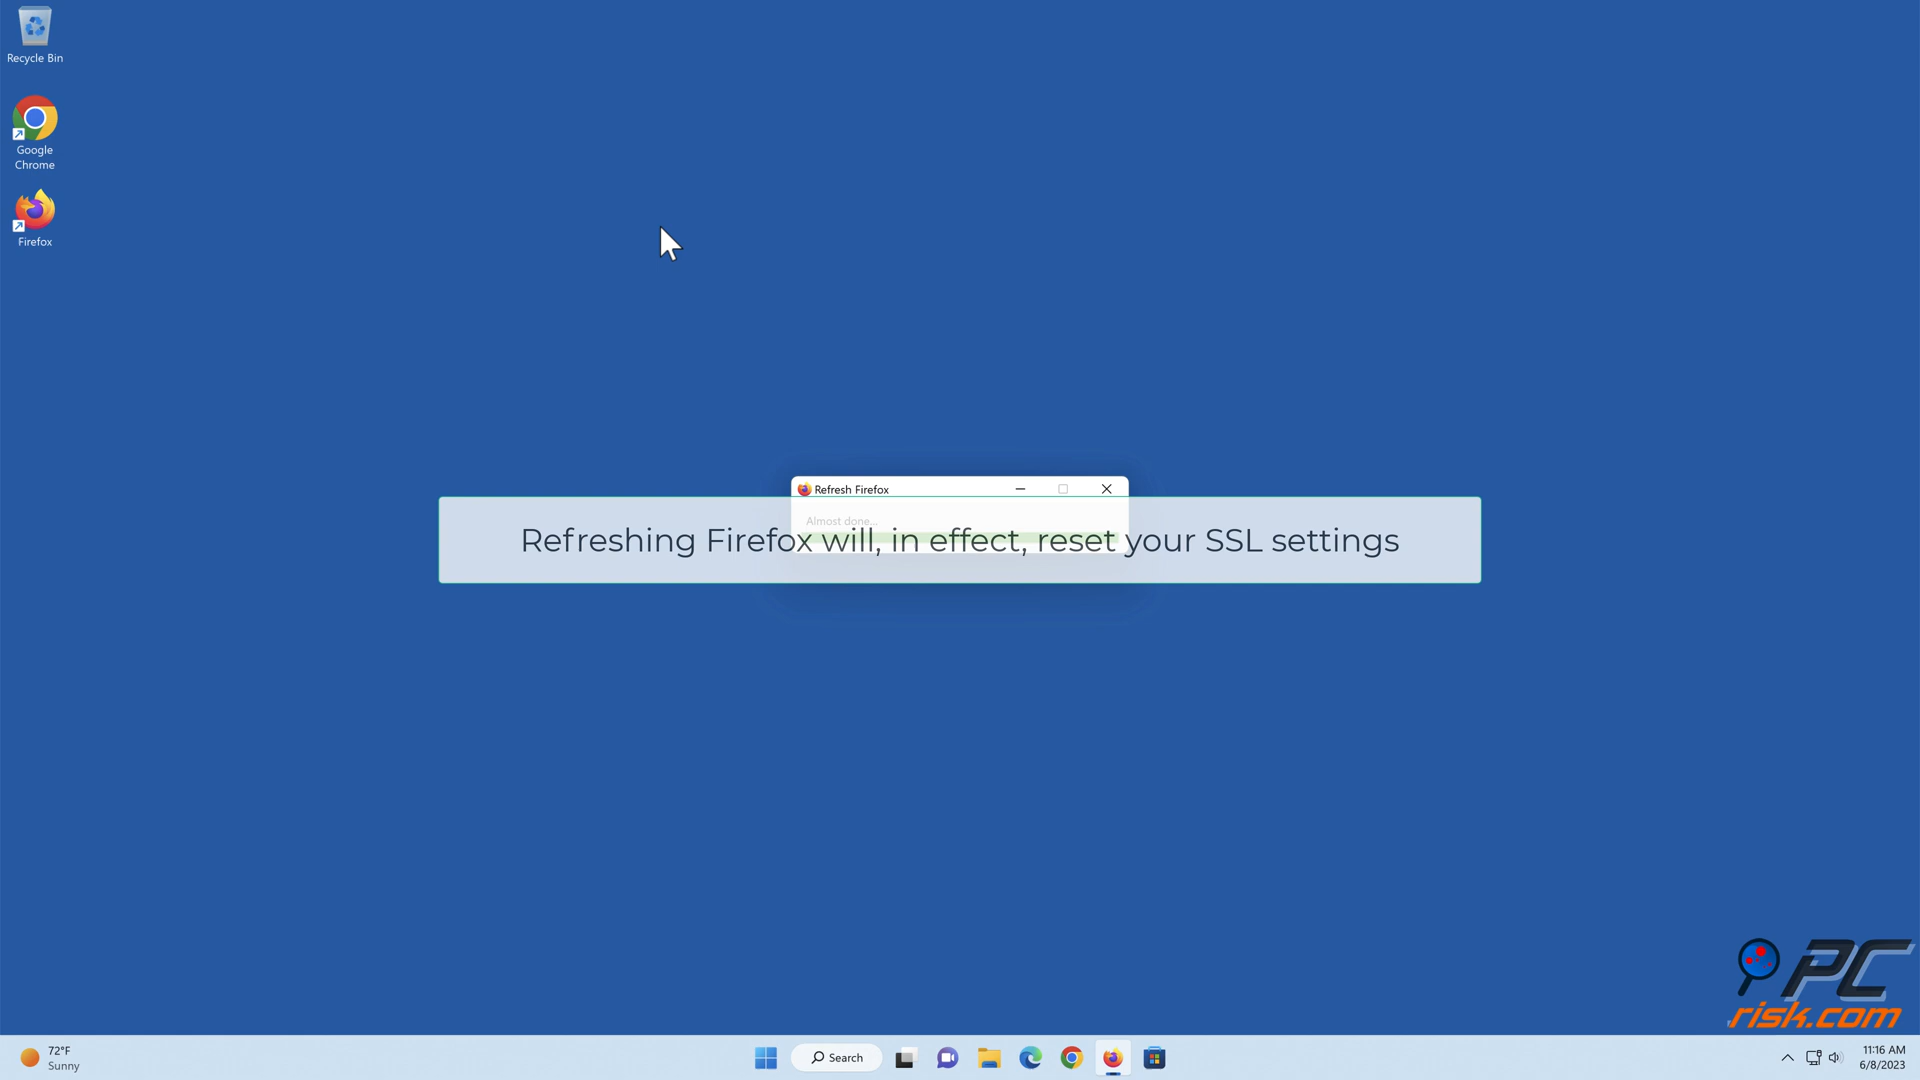 Recycle Bin
Google
Chrome
Firefox
Refresh Firefox
Almost done...
Refreshing Firefox will, in effect, reset your SSL settings
PC
risk.com
72°F
Sunny
Search
11:16 AM
6/8/2023